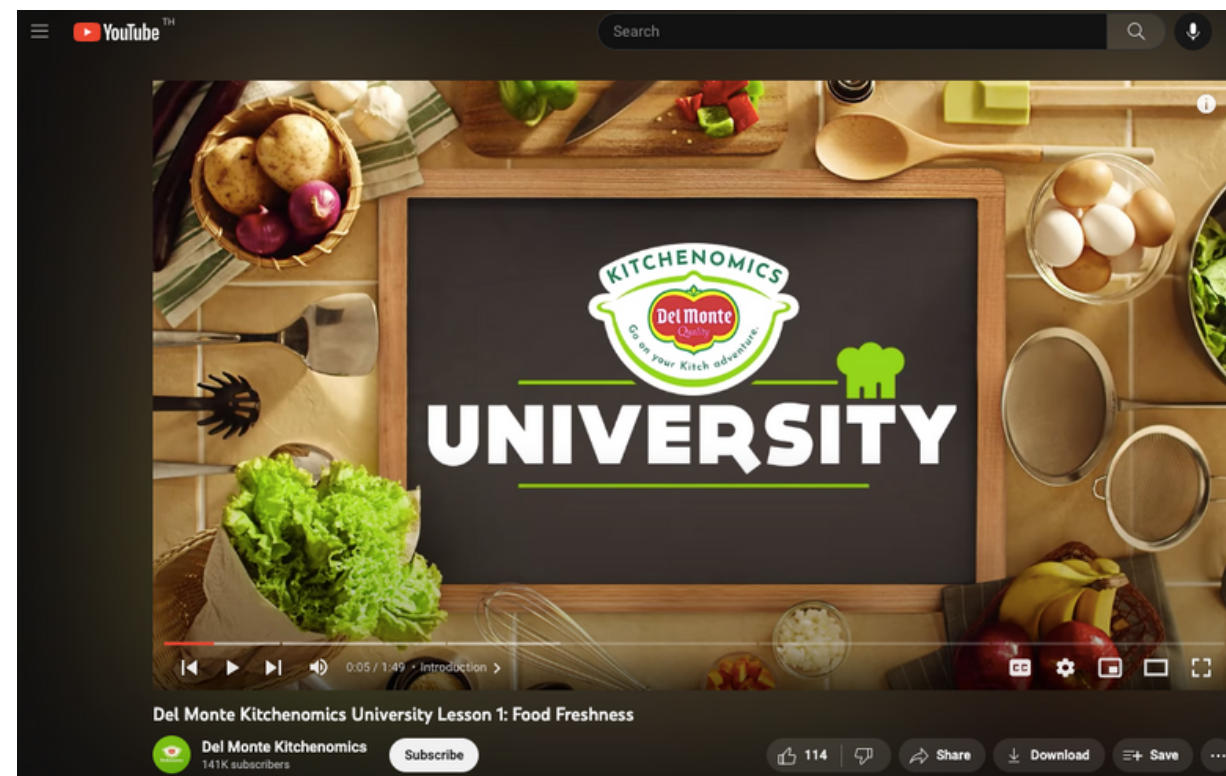 YouTube TH
Search
KITCHENOMICS
Del Monte
Quality
Go on your Kitch adventure.
UNIVERSITY
0:05 / 1:49 • Introduction >
CC
Del Monte Kitchenomics University Lesson 1: Food Freshness
Del Monte Kitchenomics
141K subscribers
Subscribe
114
Share
Download
Save